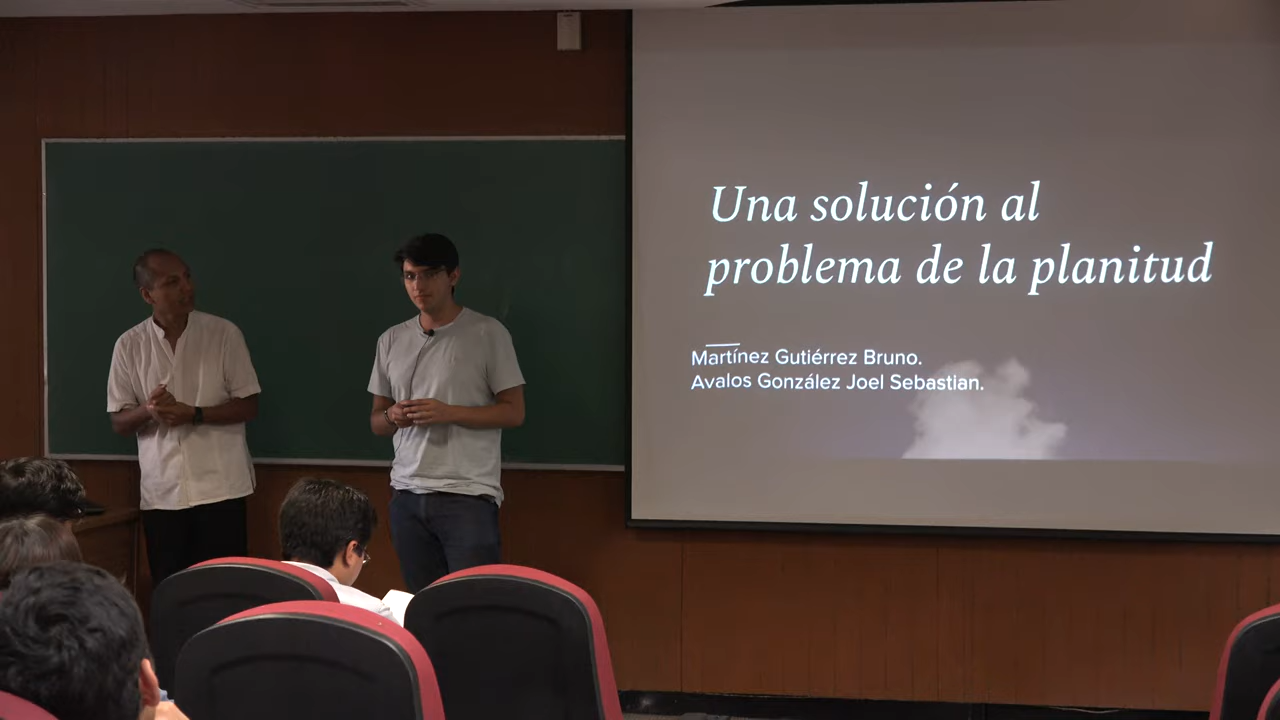 Una solución al
problema de la planitud
Martínez Gutiérrez Bruno.
Avalos González Joel Sebastian.